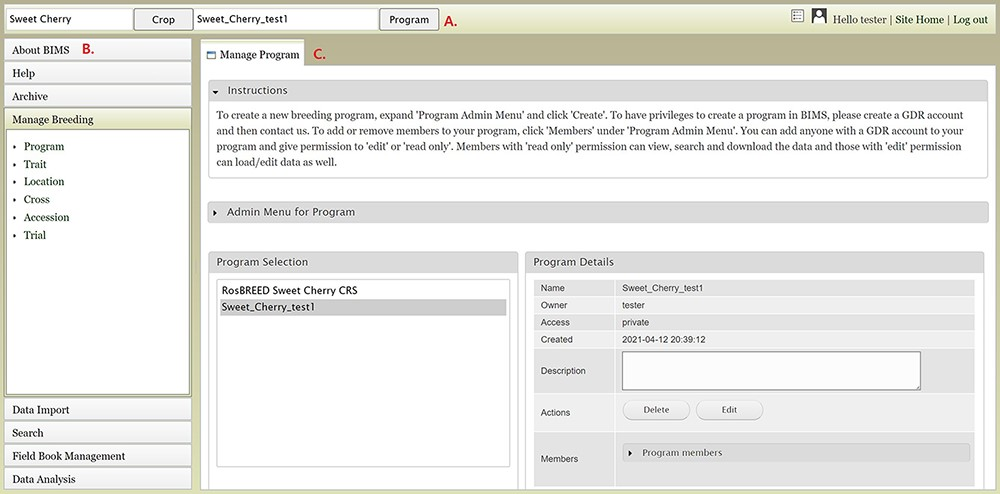 Sweet Cherry Crop Sweet_Cherry_test1 Program A. Hello tester | Site Home | Log out
About BIMS B.
Help
Archive
Manage Breeding
Program
Trait
Location
Cross
Accession
Trial
Data Import
Search
Field Book Management
Data Analysis
Manage Program C.
Instructions
To create a new breeding program, expand 'Program Admin Menu' and click 'Create'. To have privileges to create a program in BIMS, please create a GDR account
and then contact us. To add or remove members to your program, click 'Members' under 'Program Admin Menu'. You can add anyone with a GDR account to your
program and give permission to 'edit' or 'read only'. Members with 'read only' permission can view, search and download the data and those with 'edit' permission
can load/edit data as well.
Admin Menu for Program
Program Selection
RosBREED Sweet Cherry CRS
Sweet_Cherry_test1
Program Details
Name Sweet_Cherry_test1
Owner tester
Access private
Created 2021-04-12 20:39:12
Description
Actions Delete Edit
Members Program members